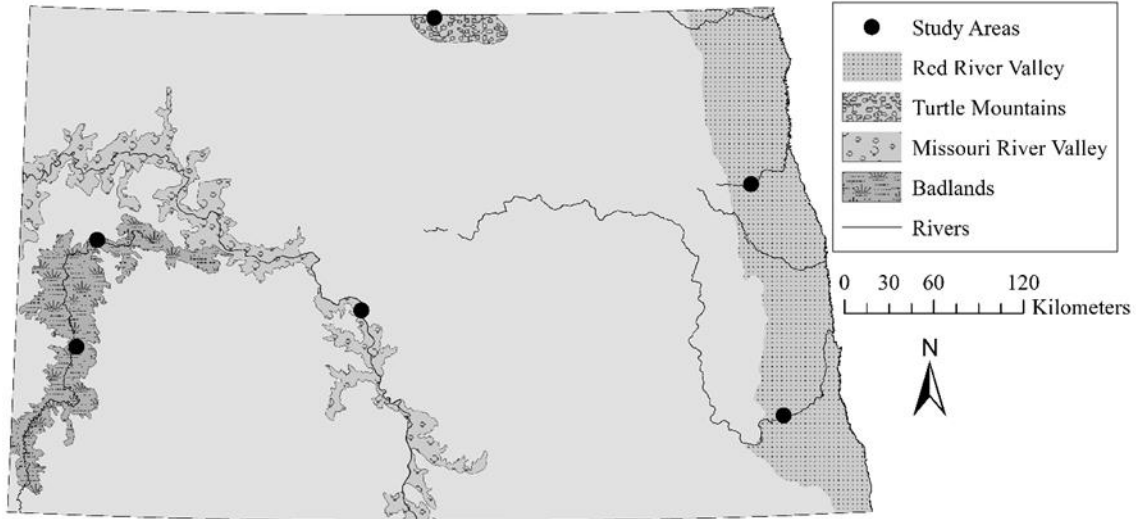 Study Areas
Red River Valley
Turtle Mountains
Missouri River Valley
Badlands
Rivers
0 30 60 120
Kilometers
N